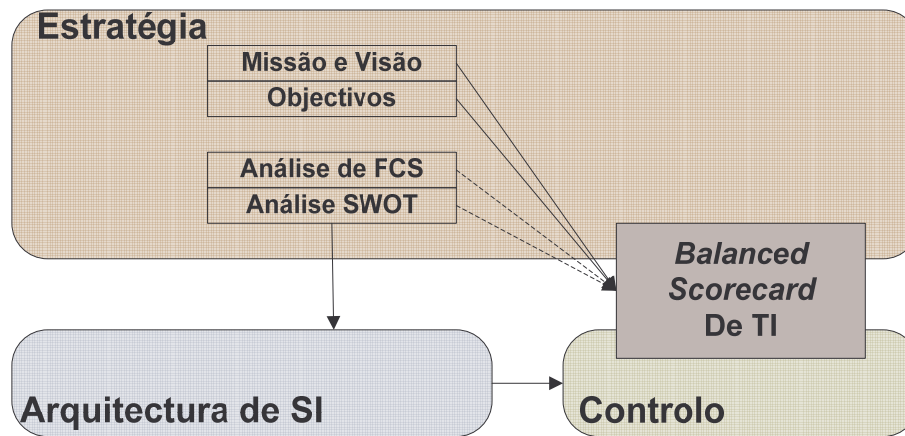 Estratégia
Missão e Visão
Objectivos
Análise de FCS
Análise SWOT
Balanced
Scorecard
De TI
Arquitectura de SI
Controlo